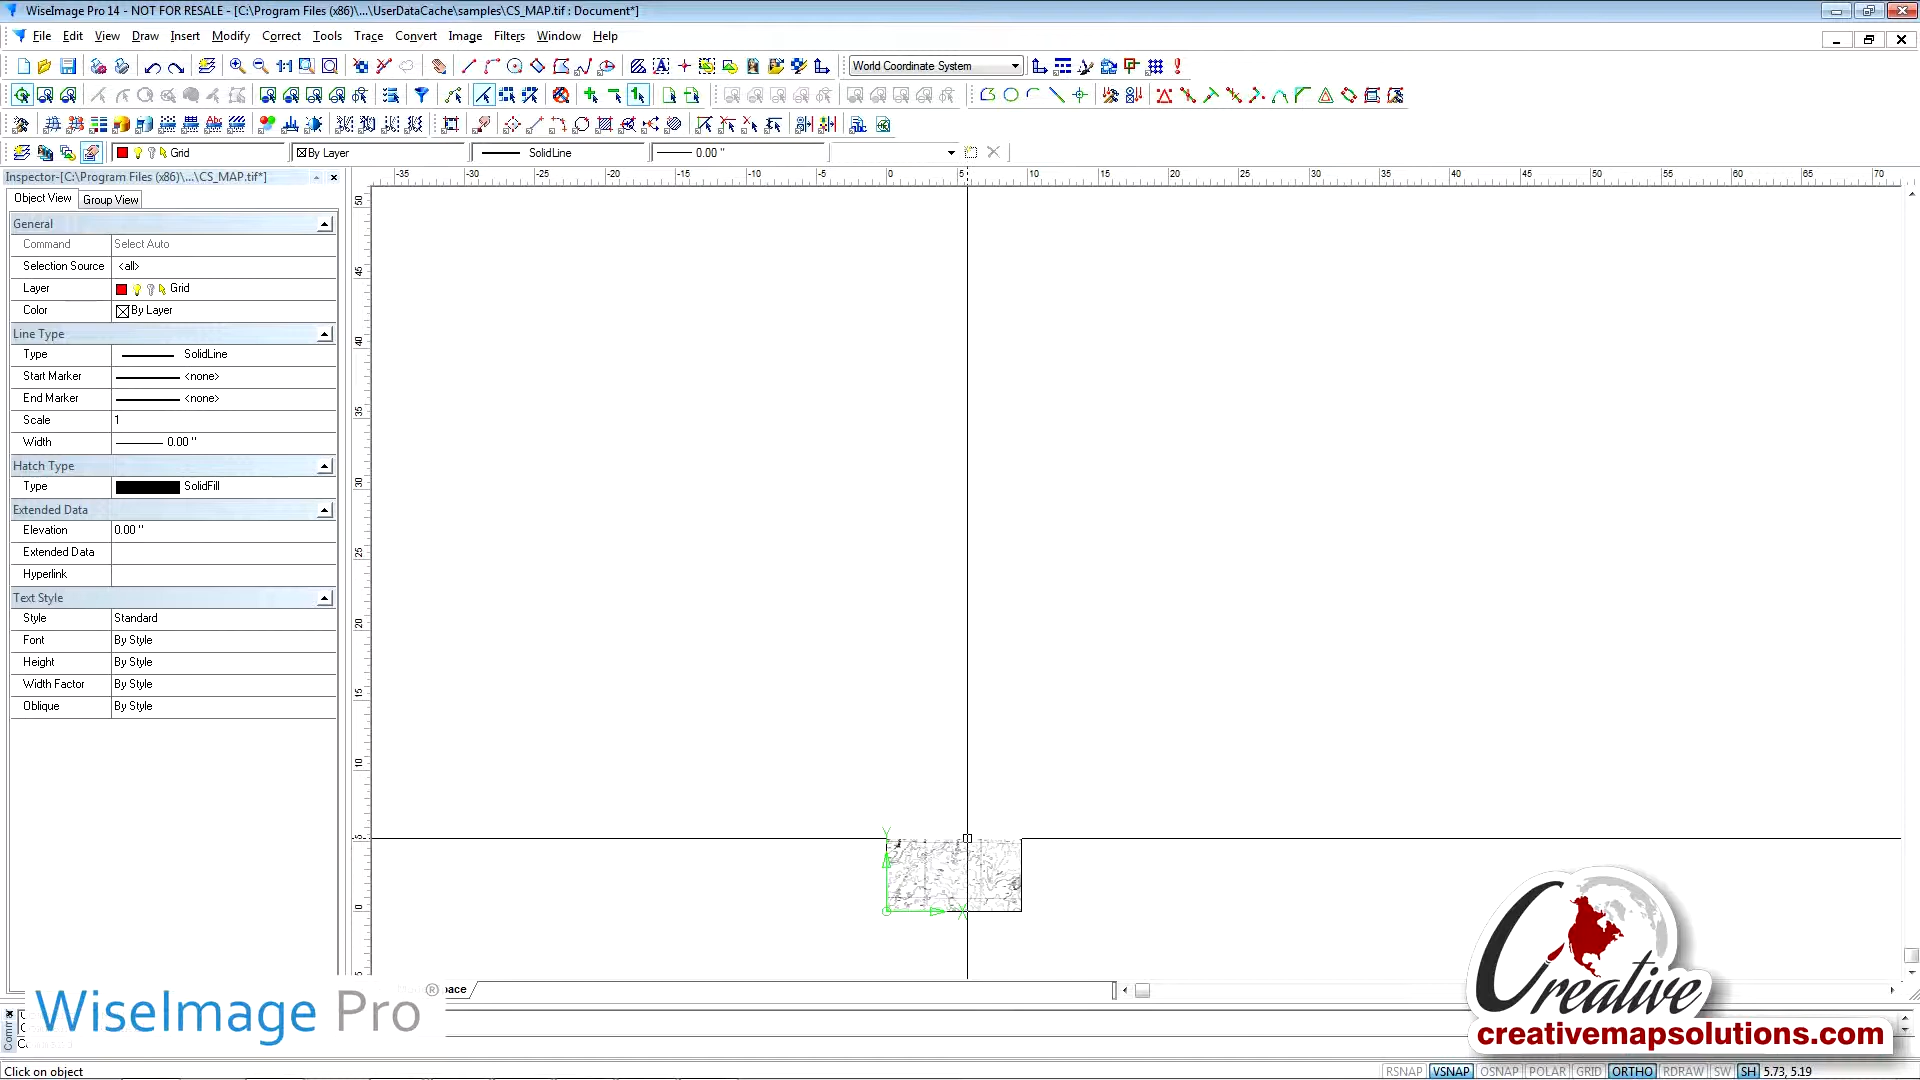 WiseImage Pro 14 - NOT FOR RESALE - [C:\Program Files (x86)\...\UserDataCache\samples\CS_MAP.tif : Document*]
File Edit View Draw Insert Modify Correct Tools Trace Convert Image Filters Window Help
World Coordinate System
Grid By Layer SolidLine 0.00 "
Inspector-[C:\Program Files (x86)\...\CS_MAP.tif*]
Object View Group View
General
Command Select Auto
Selection Source <all>
Layer Grid
Color By Layer
Line Type
Type SolidLine
Start Marker <none>
End Marker <none>
Scale 1
Width 0.00 "
Hatch Type
Type SolidFill
Extended Data
Elevation 0.00 "
Extended Data
Hyperlink
Text Style
Style Standard
Font By Style
Height By Style
Width Factor By Style
Oblique By Style
-35 -30 -25 -20 -15 -10 -5 0 5 10 15 20 25 30 35 40 45 50 55 60 65 70
50
45
40
35
30
25
20
15
10
5
0
5
Y
X
ace
WiseImage Pro®
Creative
creativemapsolutions.com
Click on object
RSNAP VSNAP OSNAP POLAR GRID ORTHO RDRAW SW SH 5.73, 5.19